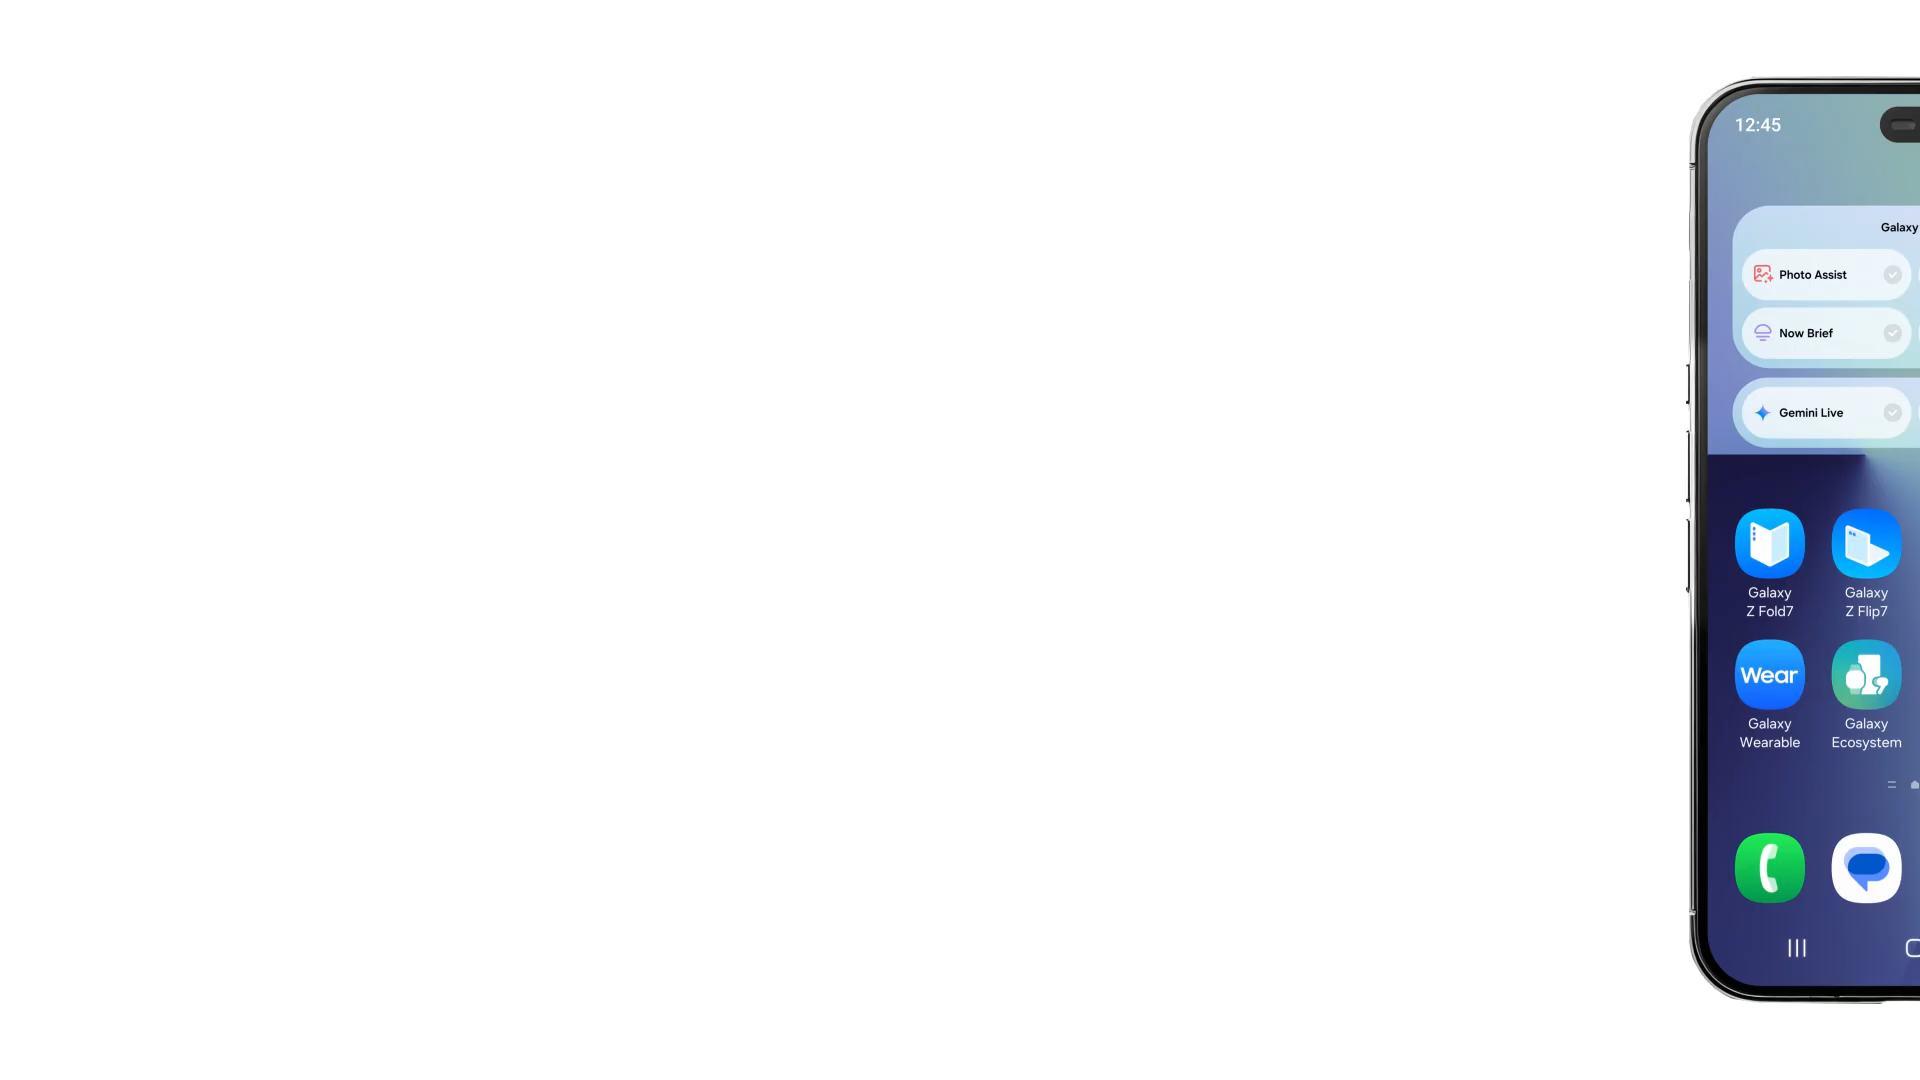 12:45
Galaxy
Photo Assist
Now Brief
Gemini Live
Galaxy
Z Fold7
Galaxy
Z Flip7
Wear
Galaxy
Wearable
Galaxy
Ecosystem